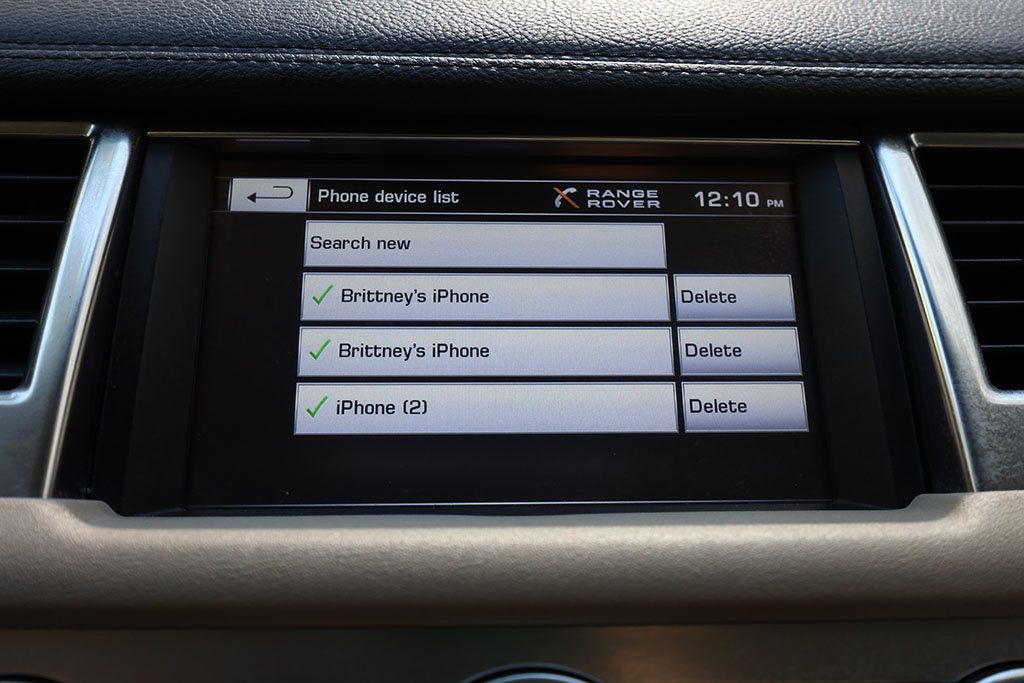 Phone device list RANGE ROVER 12:10 PM
Search new
Brittney's iPhone Delete
Brittney's iPhone Delete
iPhone (2) Delete